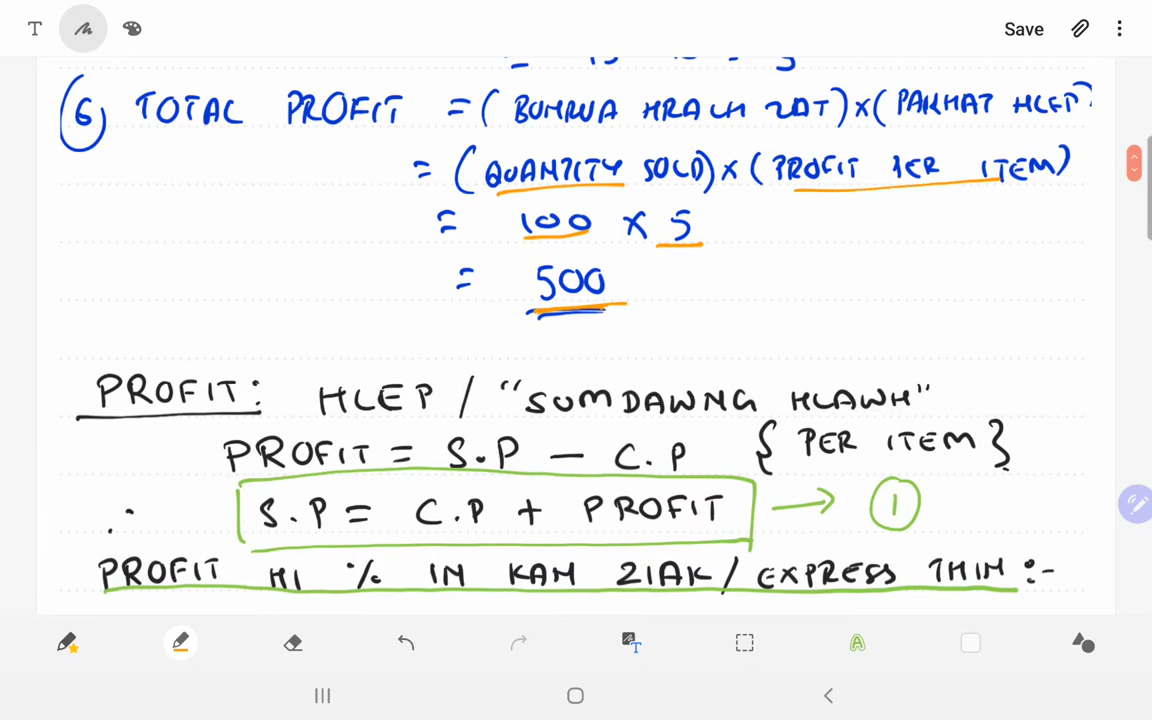 Save
6 TOTAL PROFIT = ( BUMRUA HRALH ZAT ) × ( PAKHAT HLEP )
= ( QUANTITY SOLD ) × ( PROFIT PER ITEM )
= 100 × 5
= 500
PROFIT: HLEP / "SUMDAWNG HLAWH"
PROFIT = S.P – C.P { PER ITEM }
∴ S.P = C.P + PROFIT → 1
PROFIT HI % IN KAN ZIAK / EXPRESS THIN :-